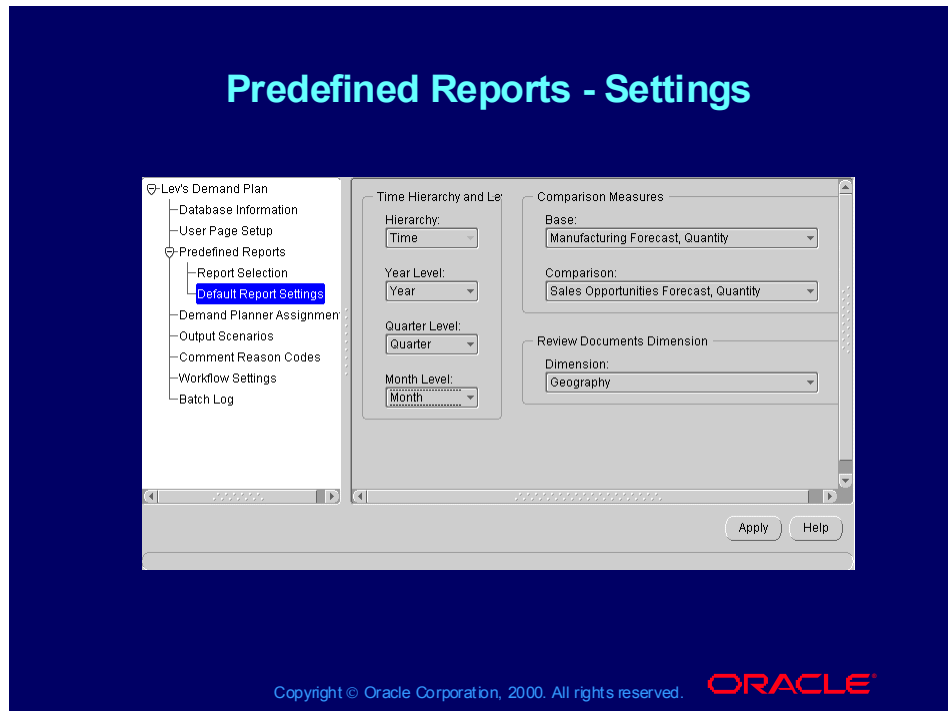 Predefined Reports - Settings
Lev's Demand Plan
Database Information
User Page Setup
Predefined Reports
Report Selection
Default Report Settings
Demand Planner Assignmen
Output Scenarios
Comment Reason Codes
Workflow Settings
Batch Log
Time Hierarchy and Le
Hierarchy:
Time
Year Level:
Year
Quarter Level:
Quarter
Month Level:
Month
Comparison Measures
Base:
Manufacturing Forecast, Quantity
Comparison:
Sales Opportunities Forecast, Quantity
Review Documents Dimension
Dimension:
Geography
Apply
Help
Copyright © Oracle Corporation, 2000. All rights reserved.
ORACLE